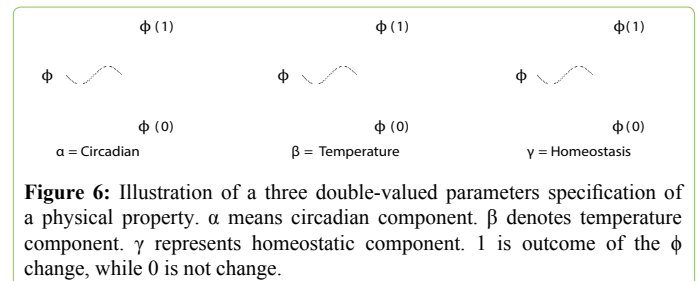 ϕ (1) ϕ (1) ϕ(1)
ϕ ϕ ϕ
ϕ (0) ϕ (0) ϕ(0)
α = Circadian β = Temperature γ = Homeostasis
Figure 6: Illustration of a three double-valued parameters specification of
a physical property. α means circadian component. β denotes temperature
component. γ represents homeostatic component. 1 is outcome of the ϕ
change, while 0 is not change.